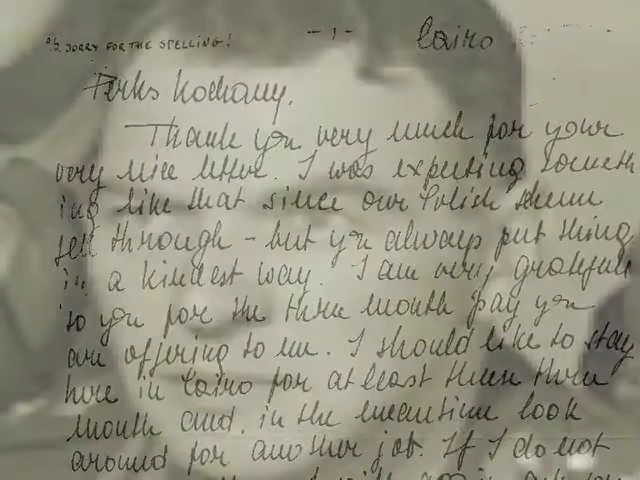 P.S. SORRY FOR THE SPELLING! - 1 - Cairo
Perks Kochany,
Thank you very much for your
very nice letter. I was expecting someth
ing like that since our Polish scheme
fell through - but you always put things
in a kindest way. I am very grateful
to you for the three month pay you
are offering to me. I should like to stay
here in Cairo for at least these three
month and, in the meantime look
around for another job. If I do not